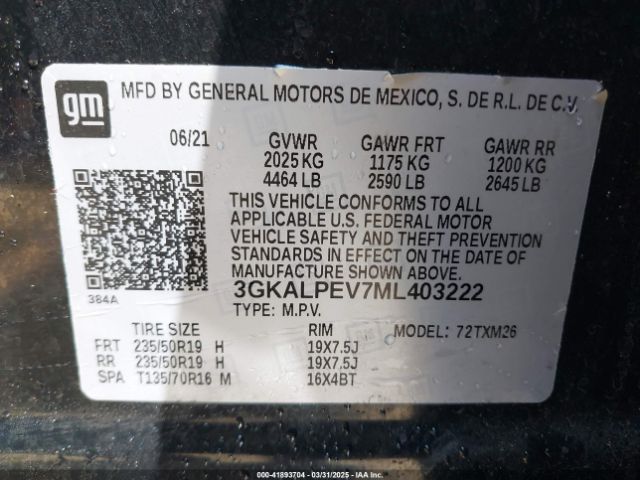 gm
MFD BY GENERAL MOTORS DE MEXICO, S. DE R.L. DE C.V.
06/21 GVWR GAWR FRT GAWR RR
2025 KG 1175 KG 1200 KG
4464 LB 2590 LB 2645 LB
THIS VEHICLE CONFORMS TO ALL
APPLICABLE U.S. FEDERAL MOTOR
VEHICLE SAFETY AND THEFT PREVENTION
STANDARDS IN EFFECT ON THE DATE OF
MANUFACTURE SHOWN ABOVE.
384A
3GKALPEV7ML403222
TYPE: M.P.V.
TIRE SIZE RIM MODEL: 72TXM26
FRT 235/50R19 H 19X7.5J
RR 235/50R19 H 19X7.5J
SPA T135/70R16 M 16X4BT
000-41893704 - 03/31/2025 - IAA Inc.